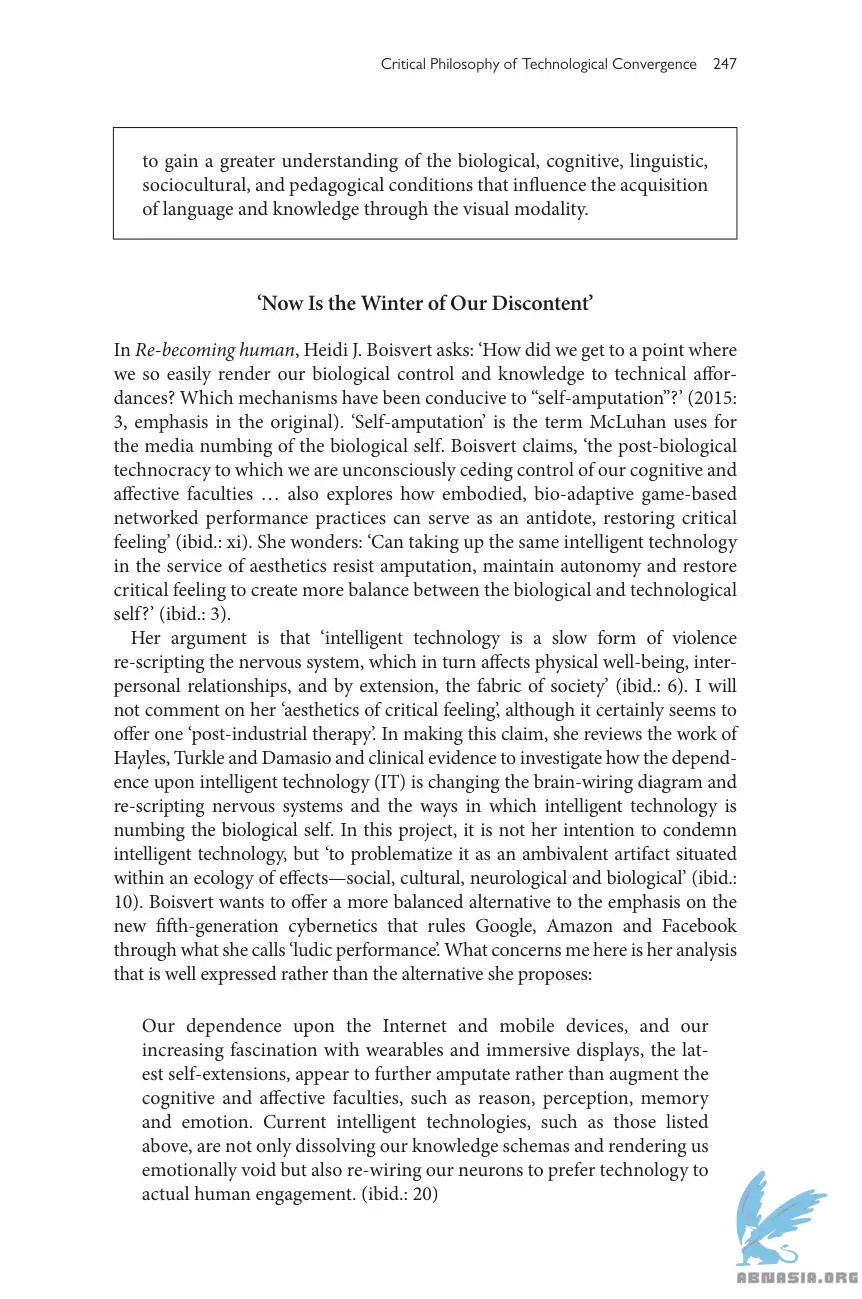 Critical Philosophy of Technological Convergence 247
to gain a greater understanding of the biological, cognitive, linguistic,
sociocultural, and pedagogical conditions that influence the acquisition
of language and knowledge through the visual modality.
‘Now Is the Winter of Our Discontent’
In Re-becoming human, Heidi J. Boisvert asks: ‘How did we get to a point where
we so easily render our biological control and knowledge to technical affor-
dances? Which mechanisms have been conducive to “self-amputation”?’ (2015:
3, emphasis in the original). ‘Self-amputation’ is the term McLuhan uses for
the media numbing of the biological self. Boisvert claims, ‘the post-biological
technocracy to which we are unconsciously ceding control of our cognitive and
affective faculties … also explores how embodied, bio-adaptive game-based
networked performance practices can serve as an antidote, restoring critical
feeling’ (ibid.: xi). She wonders: ‘Can taking up the same intelligent technology
in the service of aesthetics resist amputation, maintain autonomy and restore
critical feeling to create more balance between the biological and technological
self?’ (ibid.: 3).
Her argument is that ‘intelligent technology is a slow form of violence
re-scripting the nervous system, which in turn affects physical well-being, inter-
personal relationships, and by extension, the fabric of society’ (ibid.: 6). I will
not comment on her ‘aesthetics of critical feeling’, although it certainly seems to
offer one ‘post-industrial therapy’. In making this claim, she reviews the work of
Hayles, Turkle and Damasio and clinical evidence to investigate how the depend-
ence upon intelligent technology (IT) is changing the brain-wiring diagram and
re-scripting nervous systems and the ways in which intelligent technology is
numbing the biological self. In this project, it is not her intention to condemn
intelligent technology, but ‘to problematize it as an ambivalent artifact situated
within an ecology of effects—social, cultural, neurological and biological’ (ibid.:
10). Boisvert wants to offer a more balanced alternative to the emphasis on the
new fifth-generation cybernetics that rules Google, Amazon and Facebook
through what she calls ‘ludic performance’. What concerns me here is her analysis
that is well expressed rather than the alternative she proposes:
Our dependence upon the Internet and mobile devices, and our
increasing fascination with wearables and immersive displays, the lat-
est self-extensions, appear to further amputate rather than augment the
cognitive and affective faculties, such as reason, perception, memory
and emotion. Current intelligent technologies, such as those listed
above, are not only dissolving our knowledge schemas and rendering us
emotionally void but also re-wiring our neurons to prefer technology to
actual human engagement. (ibid.: 20)
ABNASIA.ORG